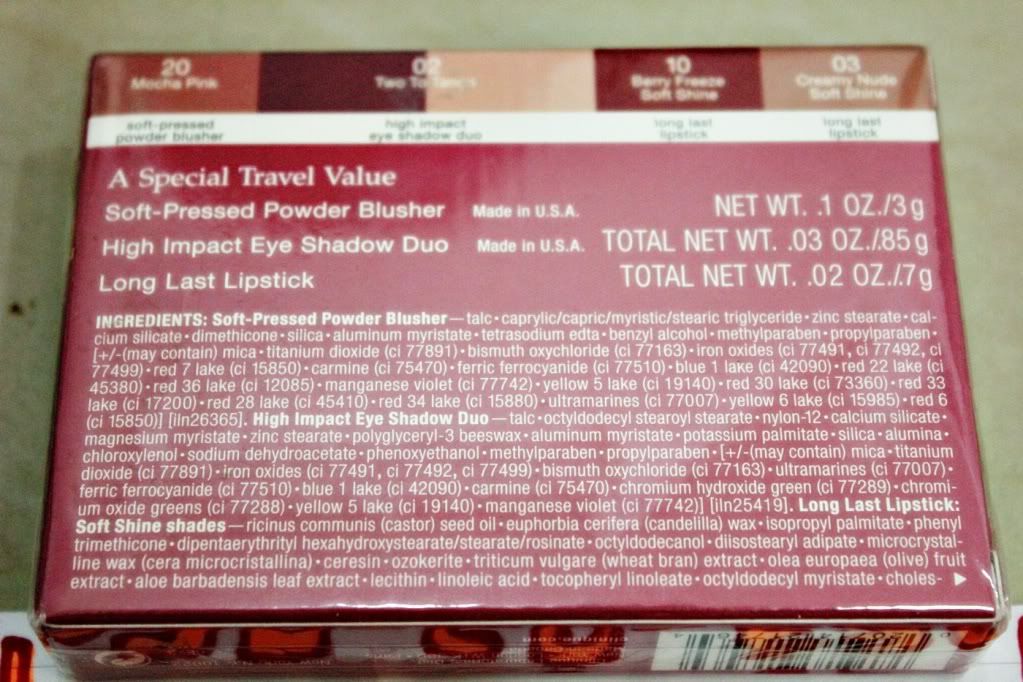 20
Mocha Pink
02
Two To Tango
10
Berry Freeze
Soft Shine
03
Creamy Nude
Soft Shine
soft-pressed
powder blusher
high impact
eye shadow duo
long last
lipstick
long last
lipstick
A Special Travel Value
Soft-Pressed Powder Blusher Made in U.S.A. NET WT. .1 OZ./3 g
High Impact Eye Shadow Duo Made in U.S.A. TOTAL NET WT. .03 OZ./.85 g
Long Last Lipstick TOTAL NET WT. .02 OZ./.7 g
INGREDIENTS: Soft-Pressed Powder Blusher—talc•caprylic/capric/myristic/stearic triglyceride•zinc stearate•cal-
cium silicate•dimethicone•silica•aluminum myristate•tetrasodium edta•benzyl alcohol•methylparaben•propylparaben•
[+/-(may contain) mica•titanium dioxide (ci 77891)•bismuth oxychloride (ci 77163)•iron oxides (ci 77491, ci 77492, ci
77499)•red 7 lake (ci 15850)•carmine (ci 75470)•ferric ferrocyanide (ci 77510)•blue 1 lake (ci 42090)•red 22 lake (ci
45380)•red 36 lake (ci 12085)•manganese violet (ci 77742)•yellow 5 lake (ci 19140)•red 30 lake (ci 73360)•red 33
lake (ci 17200)•red 28 lake (ci 45410)•red 34 lake (ci 15880)•ultramarines (ci 77007)•yellow 6 lake (ci 15985)•red 6
(ci 15850)] [iln26365]. High Impact Eye Shadow Duo—talc•octyldodecyl stearoyl stearate•nylon-12•calcium silicate•
magnesium myristate•zinc stearate•polyglyceryl-3 beeswax•aluminum myristate•potassium palmitate•silica•alumina•
chloroxylenol•sodium dehydroacetate•phenoxyethanol•methylparaben•propylparaben•[+/-(may contain) mica•titanium
dioxide (ci 77891)•iron oxides (ci 77491, ci 77492, ci 77499)•bismuth oxychloride (ci 77163)•ultramarines (ci 77007)•
ferric ferrocyanide (ci 77510)•blue 1 lake (ci 42090)•carmine (ci 75470)•chromium hydroxide green (ci 77289)•chromi-
um oxide greens (ci 77288)•yellow 5 lake (ci 19140)•manganese violet (ci 77742)] [iln25419]. Long Last Lipstick:
Soft Shine shades—ricinus communis (castor) seed oil•euphorbia cerifera (candelilla) wax•isopropyl palmitate•phenyl
trimethicone•dipentaerythrityl hexahydroxystearate/stearate/rosinate•octyldodecanol•diisostearyl adipate•microcrystal-
line wax (cera microcristallina)•ceresin•ozokerite•triticum vulgare (wheat bran) extract•olea europaea (olive) fruit
extract•aloe barbadensis leaf extract•lecithin•linoleic acid•tocopheryl linoleate•octyldodecyl myristate•choles- ▶
clinique.com